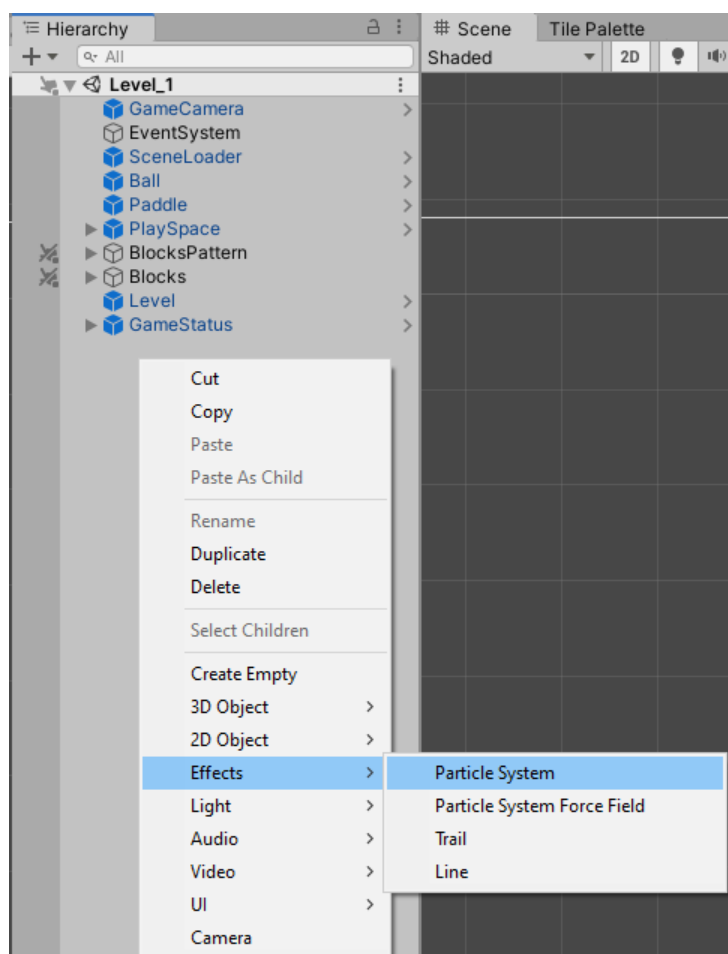 Hierarchy
Scene
Tile Palette
All
Shaded
2D
Level_1
GameCamera
EventSystem
SceneLoader
Ball
Paddle
PlaySpace
BlocksPattern
Blocks
Level
GameStatus
Cut
Copy
Paste
Paste As Child
Rename
Duplicate
Delete
Select Children
Create Empty
3D Object
2D Object
Effects
Particle System
Light
Particle System Force Field
Audio
Trail
Video
Line
UI
Camera